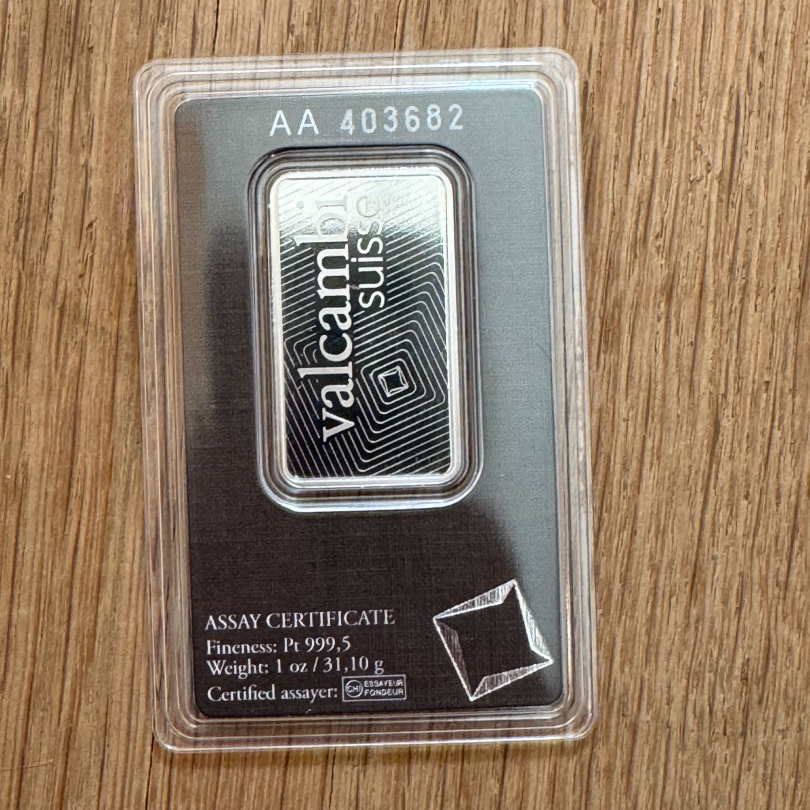 AA 403682
valcambi
suisse
ASSAY CERTIFICATE
Fineness: Pt 999,5
Weight: 1 oz / 31,10 g
Certified assayer: CHI ESSAYEUR
FONDEUR